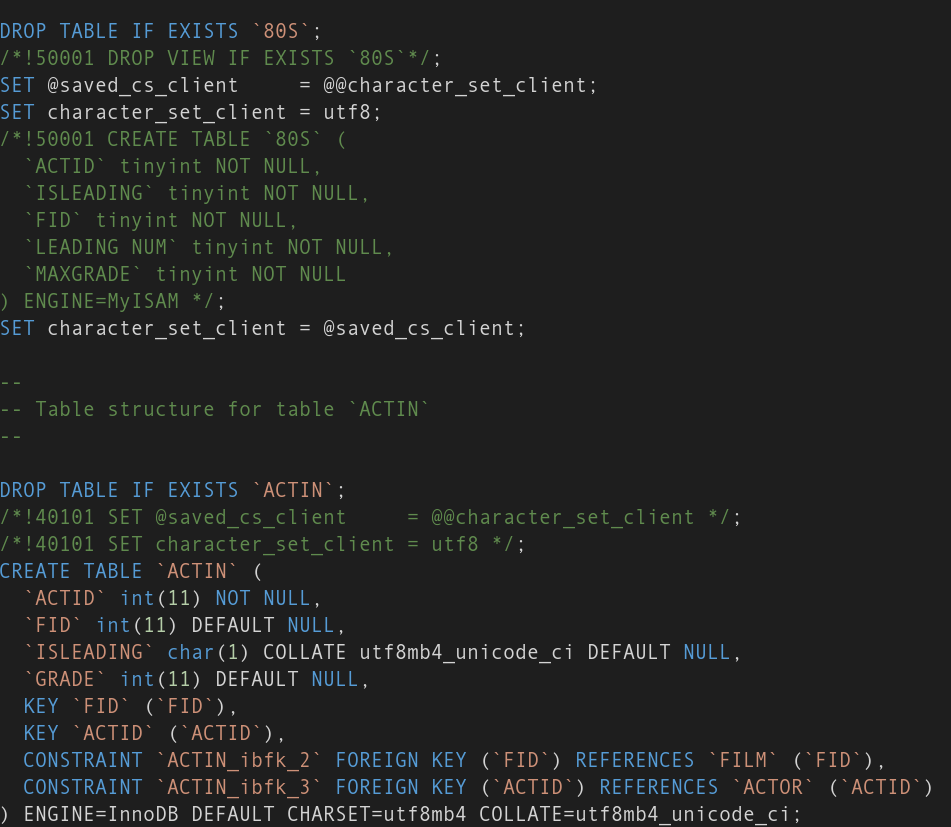 DROP TABLE IF EXISTS `80S`;
/*!50001 DROP VIEW IF EXISTS `80S`*/;
SET @saved_cs_client     = @@character_set_client;
SET character_set_client = utf8;
/*!50001 CREATE TABLE `80S` (
  `ACTID` tinyint NOT NULL,
  `ISLEADING` tinyint NOT NULL,
  `FID` tinyint NOT NULL,
  `LEADING NUM` tinyint NOT NULL,
  `MAXGRADE` tinyint NOT NULL
) ENGINE=MyISAM */;
SET character_set_client = @saved_cs_client;

--
-- Table structure for table `ACTIN`
--

DROP TABLE IF EXISTS `ACTIN`;
/*!40101 SET @saved_cs_client     = @@character_set_client */;
/*!40101 SET character_set_client = utf8 */;
CREATE TABLE `ACTIN` (
  `ACTID` int(11) NOT NULL,
  `FID` int(11) DEFAULT NULL,
  `ISLEADING` char(1) COLLATE utf8mb4_unicode_ci DEFAULT NULL,
  `GRADE` int(11) DEFAULT NULL,
  KEY `FID` (`FID`),
  KEY `ACTID` (`ACTID`),
  CONSTRAINT `ACTIN_ibfk_2` FOREIGN KEY (`FID`) REFERENCES `FILM` (`FID`),
  CONSTRAINT `ACTIN_ibfk_3` FOREIGN KEY (`ACTID`) REFERENCES `ACTOR` (`ACTID`)
) ENGINE=InnoDB DEFAULT CHARSET=utf8mb4 COLLATE=utf8mb4_unicode_ci;